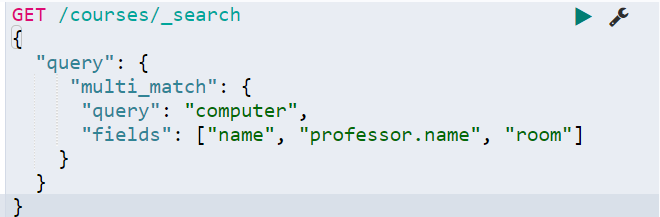 GET /courses/_search
{
  "query": {
    "multi_match": {
     "query": "computer",
     "fields": ["name", "professor.name", "room"]
    }
  }
}